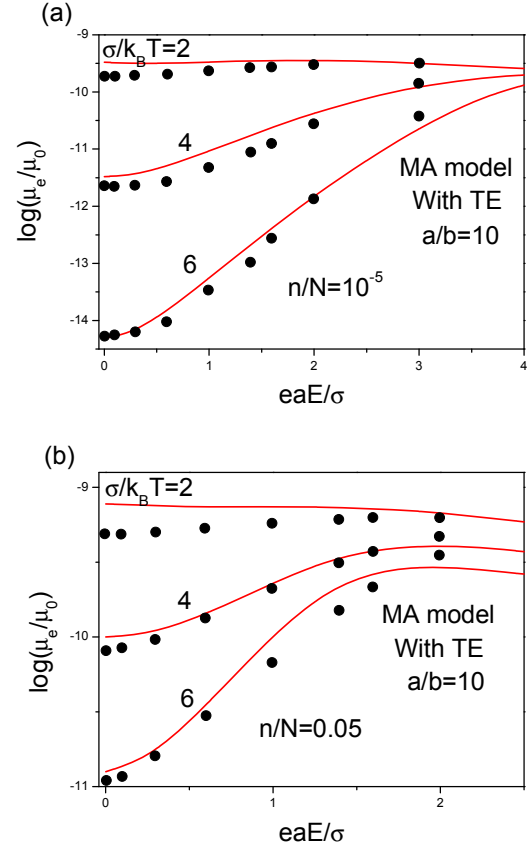 (a)
σ/k_BT=2
4
6
MA model
With TE
a/b=10
n/N=10⁻⁵
-9
-10
-11
-12
-13
-14
log(μ_e/μ_0)
0
1
2
3
4
eaE/σ
(b)
σ/k_BT=2
4
6
MA model
With TE
a/b=10
n/N=0.05
-9
-10
-11
log(μ_e/μ_0)
0
1
2
eaE/σ